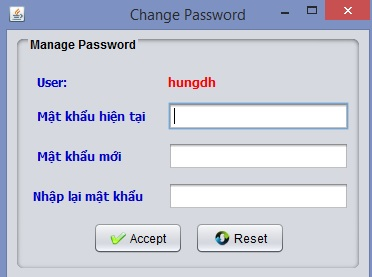 Change Password
Manage Password
User: hungdh
Mật khẩu hiện tại
Mật khẩu mới
Nhập lại mật khẩu
Accept Reset